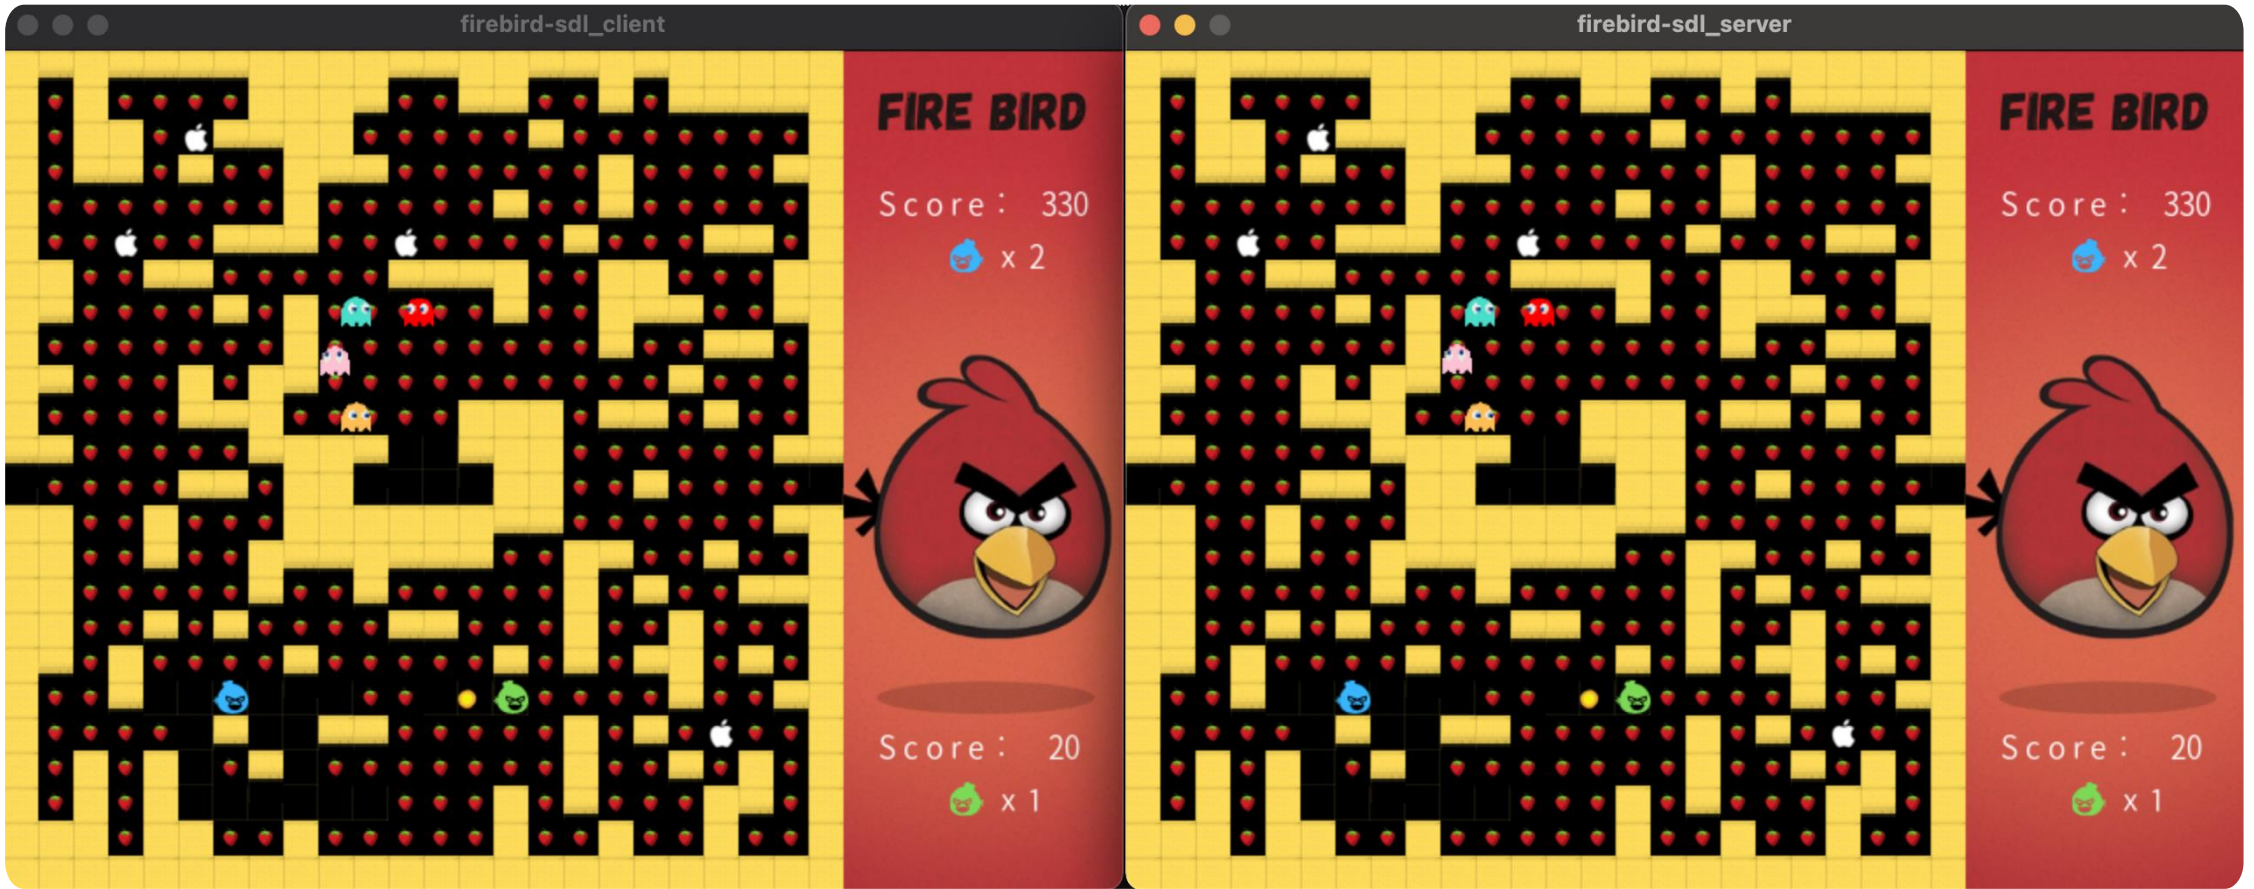 firebird-sdl_client
FIRE BIRD
Score: 330
x 2
Score: 20
x 1
firebird-sdl_server
FIRE BIRD
Score: 330
x 2
Score: 20
x 1